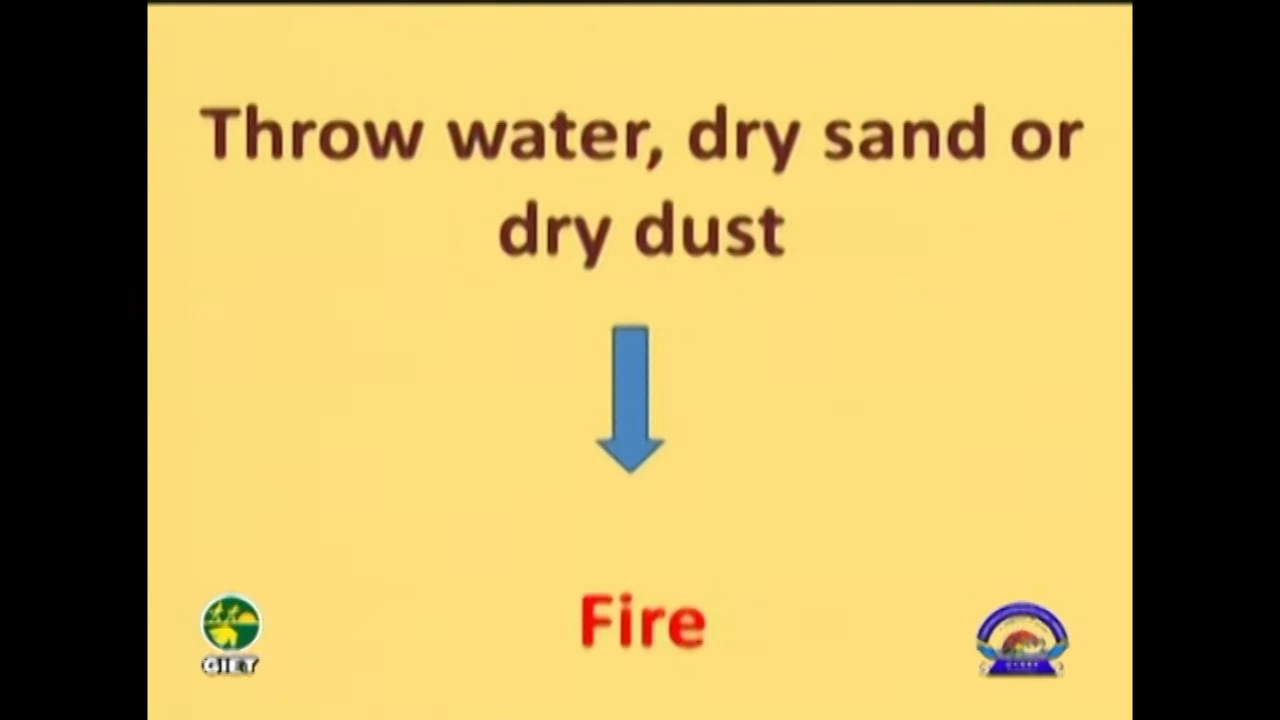 Throw water, dry sand or
dry dust
Fire
GIET